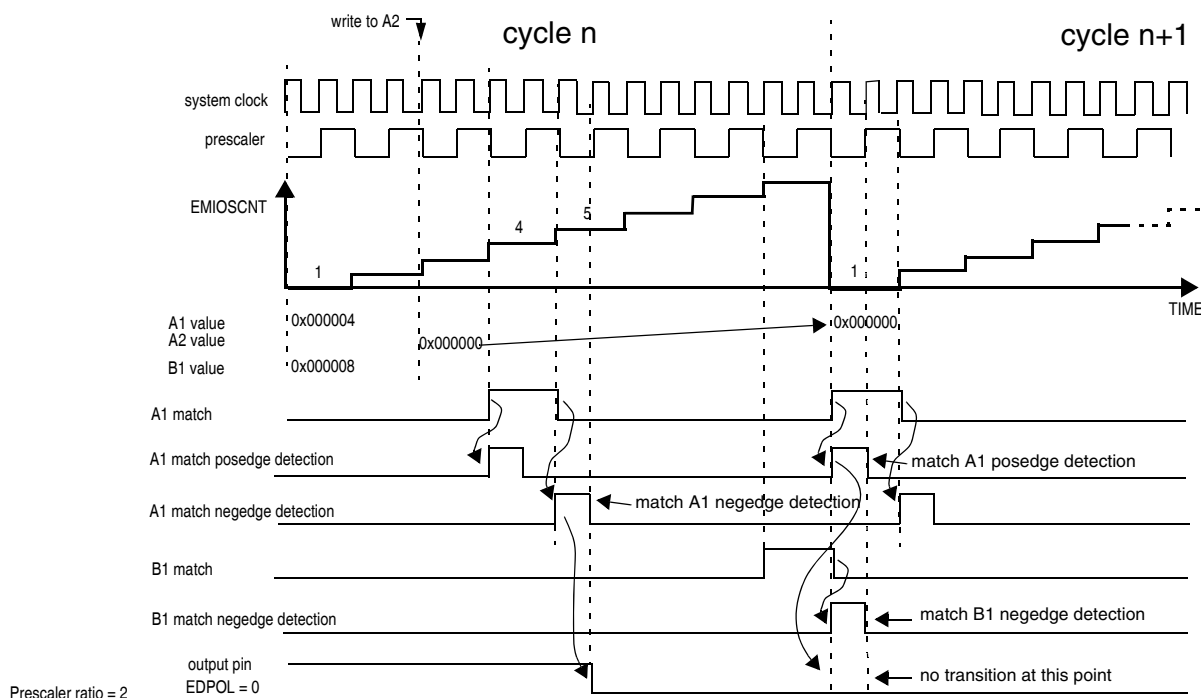 write to A2
cycle n
cycle n+1
system clock
prescaler
EMIOSCNT
4
5
1
1
TIME
A1 value
0x000004
0x000000
A2 value
0x000000
B1 value
0x000008
A1 match
A1 match posedge detection
match A1 posedge detection
A1 match negedge detection
match A1 negedge detection
B1 match
B1 match negedge detection
match B1 negedge detection
output pin
EDPOL = 0
no transition at this point
Prescaler ratio = 2